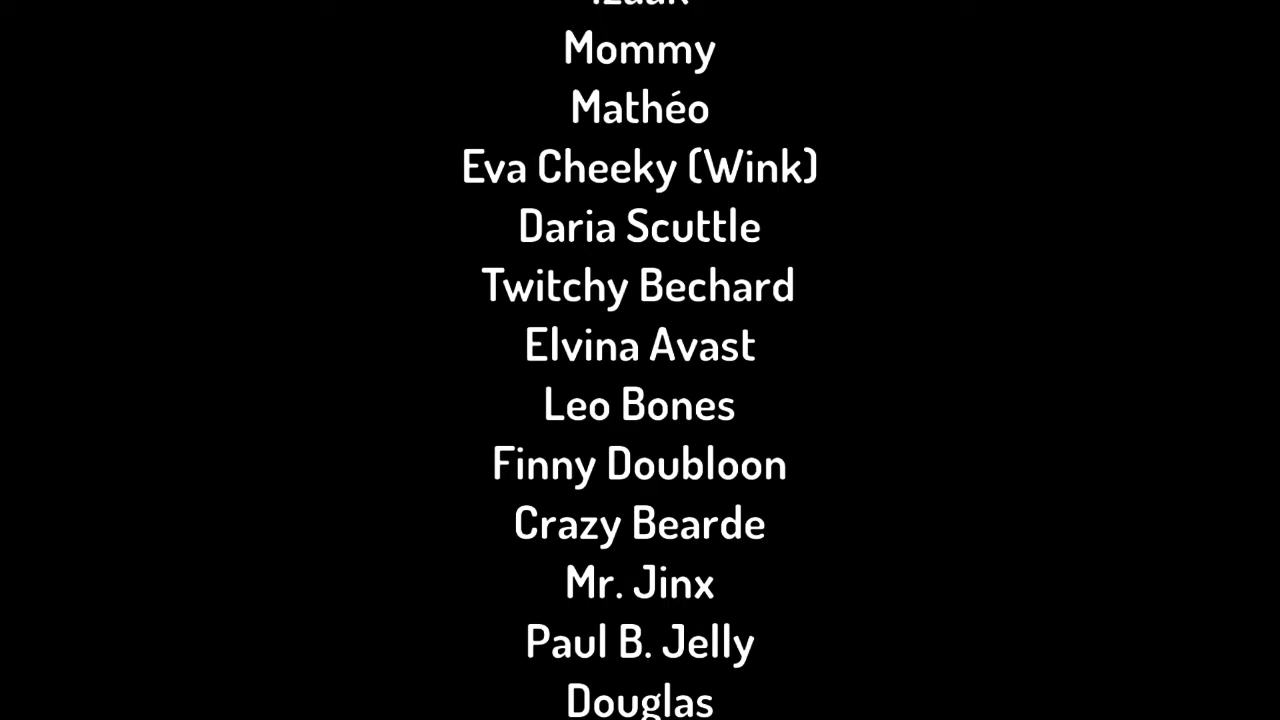 Mommy
Mathéo
Eva Cheeky (Wink)
Daria Scuttle
Twitchy Bechard
Elvina Avast
Leo Bones
Finny Doubloon
Crazy Bearde
Mr. Jinx
Paul B. Jelly
Douglas